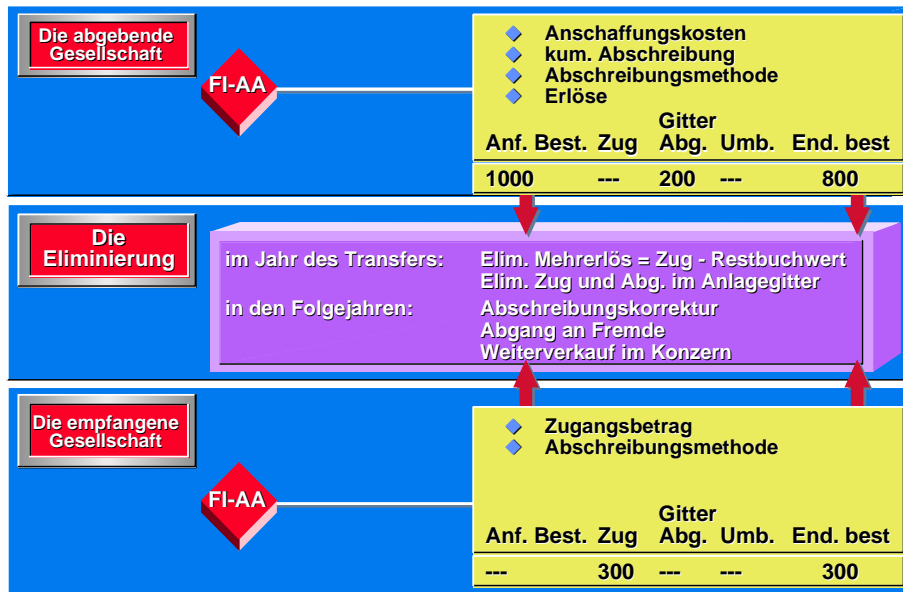 Die abgebende
Gesellschaft
FI-AA
Anschaffungskosten
kum. Abschreibung
Abschreibungsmethode
Erlöse
Gitter
Anf. Best. Zug Abg. Umb. End. best
1000 --- 200 --- 800
Die
Eliminierung
im Jahr des Transfers: Elim. Mehrerlös = Zug - Restbuchwert
Elim. Zug und Abg. im Anlagegitter
in den Folgejahren: Abschreibungskorrektur
Abgang an Fremde
Weiterverkauf im Konzern
Die empfangene
Gesellschaft
FI-AA
Zugangsbetrag
Abschreibungsmethode
Gitter
Anf. Best. Zug Abg. Umb. End. best
--- 300 --- --- 300